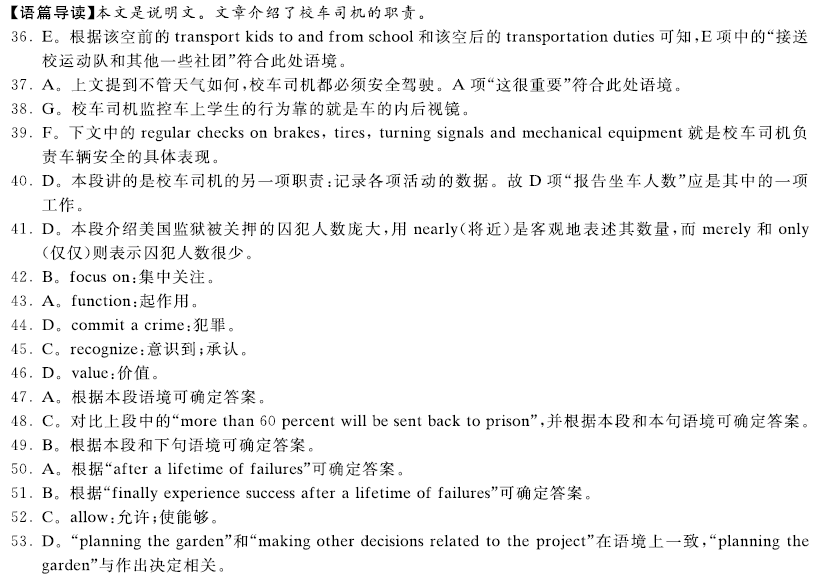 【语篇导读】本文是说明文。文章介绍了校车司机的职责。
36. E。根据该空前的 transport kids to and from school 和该空后的 transportation duties 可知,E 项中的“接送
校运动队和其他一些社团”符合此处语境。
37. A。上文提到不管天气如何,校车司机都必须安全驾驶。A 项“这很重要”符合此处语境。
38. G。校车司机监控车上学生的行为靠的就是车的内后视镜。
39. F。下文中的 regular checks on brakes, tires, turning signals and mechanical equipment 就是校车司机负
责车辆安全的具体表现。
40. D。本段讲的是校车司机的另一项职责:记录各项活动的数据。故 D 项“报告坐车人数”应是其中的一项
工作。
41. D。本段介绍美国监狱被关押的囚犯人数庞大,用 nearly(将近)是客观地表述其数量,而 merely 和 only
(仅仅)则表示囚犯人数很少。
42. B。focus on:集中关注。
43. A。function:起作用。
44. D。commit a crime:犯罪。
45. C。recognize:意识到;承认。
46. D。value:价值。
47. A。根据本段语境可确定答案。
48. C。对比上段中的“more than 60 percent will be sent back to prison”,并根据本段和本句语境可确定答案。
49. B。根据本段和下句语境可确定答案。
50. A。根据“after a lifetime of failures”可确定答案。
51. B。根据“finally experience success after a lifetime of failures”可确定答案。
52. C。allow:允许;使能够。
53. D。“planning the garden”和“making other decisions related to the project”在语境上一致,“planning the
garden”与作出决定相关。